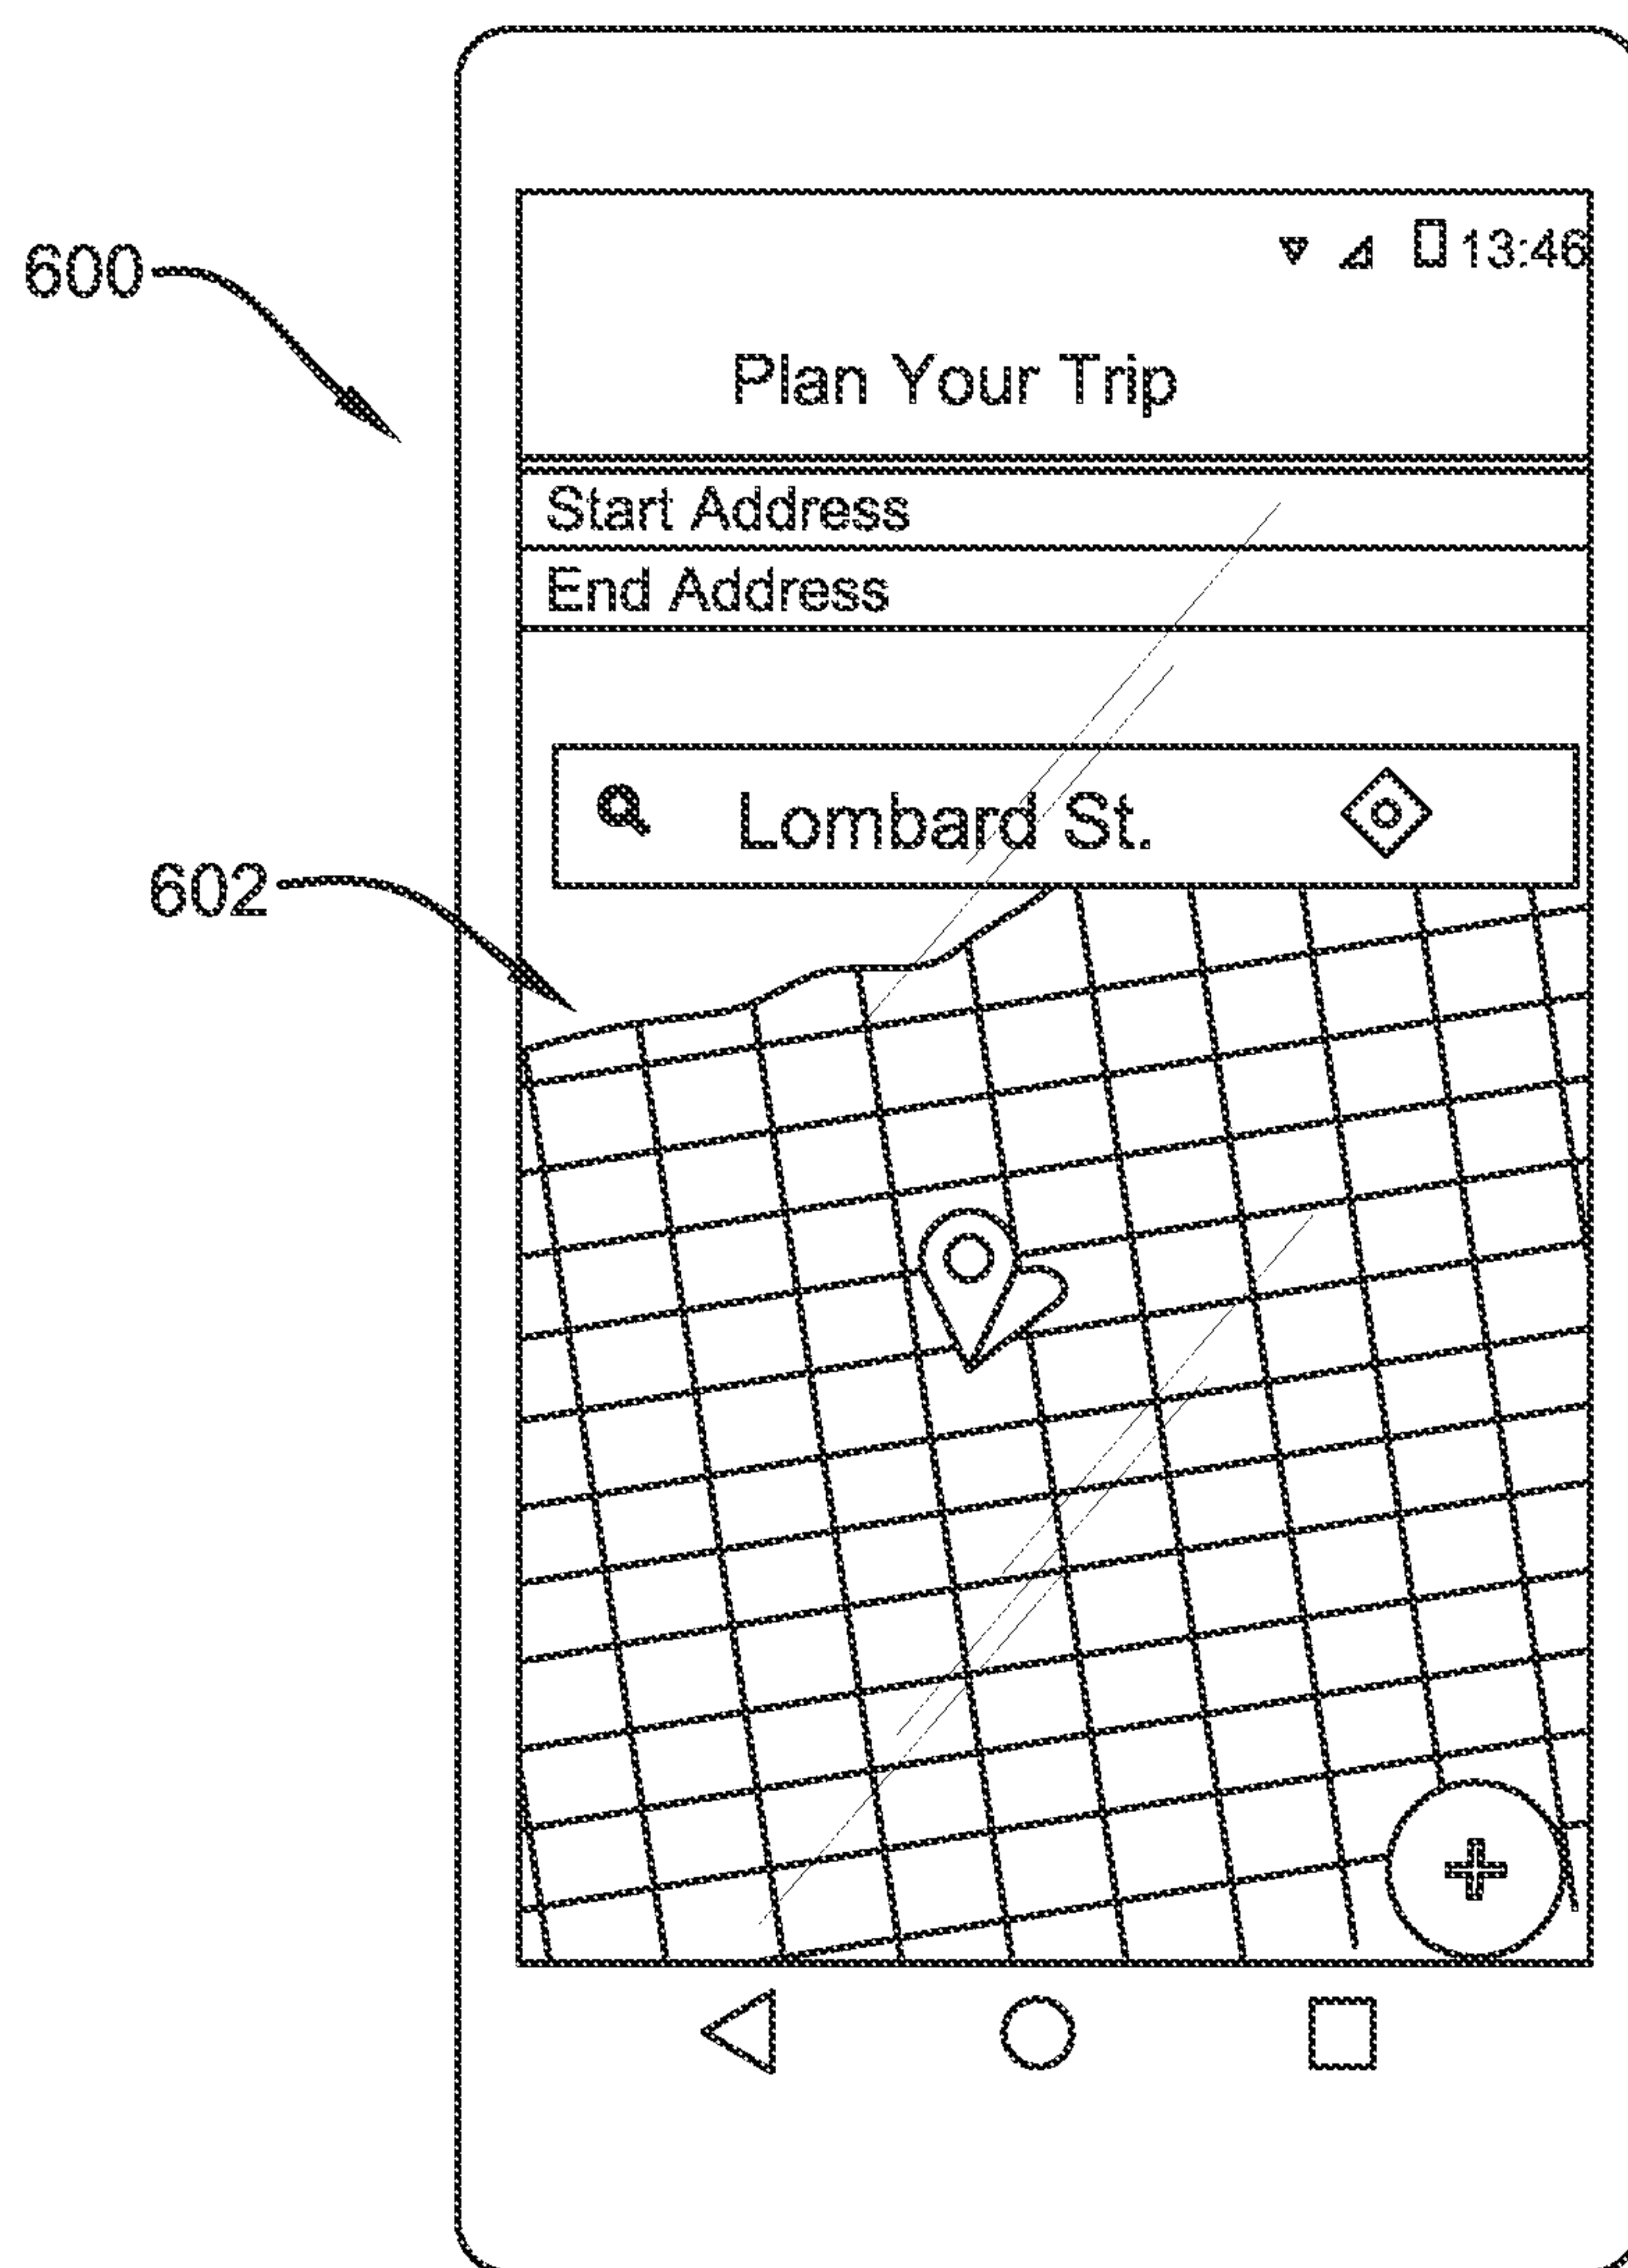 600
13:46
Plan Your Trip
Start Address
End Address
Lombard St.
602